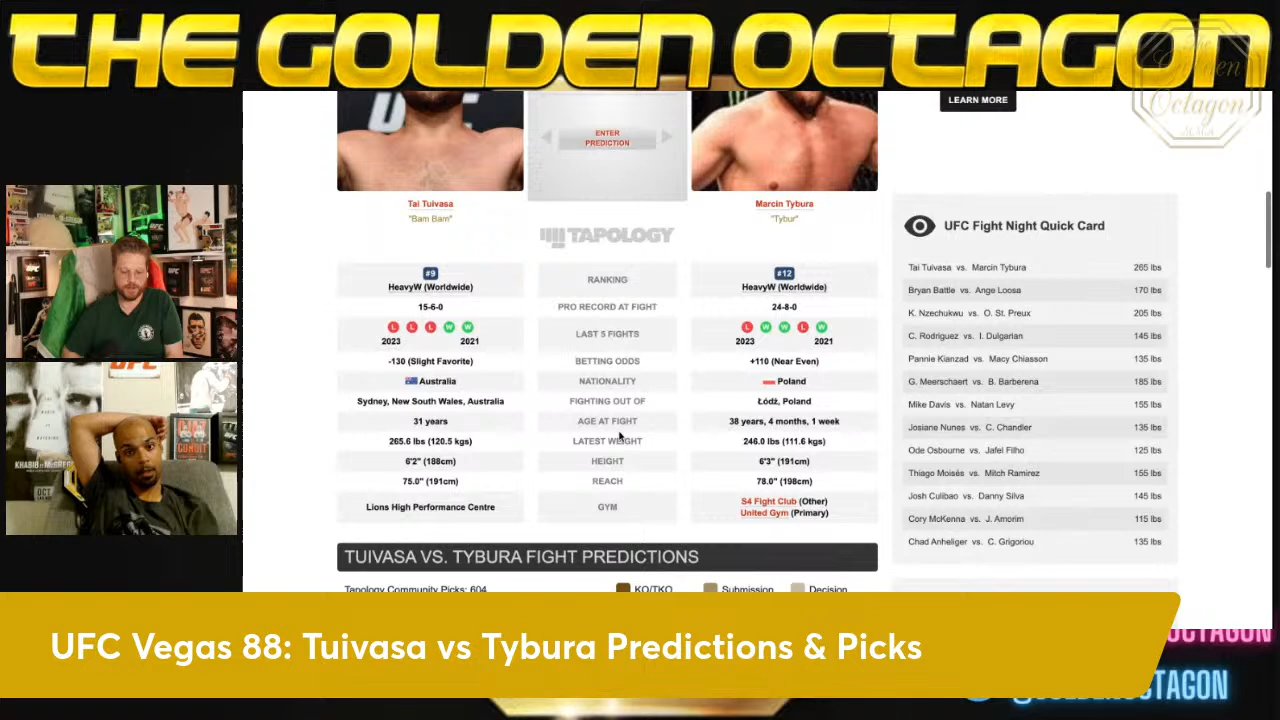 THE GOLDEN OCTAGON
The
Golden
Octagon
MMA
LEARN MORE
ENTER
PREDICTION
Tai Tuivasa
"Bam Bam"
Marcin Tybura
"Tybur"
TAPOLOGY
#9
HeavyW (Worldwide)
RANKING
#12
HeavyW (Worldwide)
15-6-0
PRO RECORD AT FIGHT
24-8-0
L L L W W
2023 2021
LAST 5 FIGHTS
L W W L W
2023 2021
-130 (Slight Favorite)
BETTING ODDS
+110 (Near Even)
Australia
NATIONALITY
Poland
Sydney, New South Wales, Australia
FIGHTING OUT OF
Łódź, Poland
31 years
AGE AT FIGHT
38 years, 4 months, 1 week
265.6 lbs (120.5 kgs)
LATEST WEIGHT
246.0 lbs (111.6 kgs)
6'2" (188cm)
HEIGHT
6'3" (191cm)
75.0" (191cm)
REACH
78.0" (198cm)
Lions High Performance Centre
GYM
S4 Fight Club (Other)
United Gym (Primary)
TUIVASA VS. TYBURA FIGHT PREDICTIONS
Tapology Community Picks: 604
KO/TKO Submission Decision
UFC Fight Night Quick Card
Tai Tuivasa vs. Marcin Tybura 265 lbs
Bryan Battle vs. Ange Loosa 170 lbs
K. Nzechukwu vs. O. St. Preux 205 lbs
C. Rodriguez vs. I. Dulgarian 145 lbs
Pannie Kianzad vs. Macy Chiasson 135 lbs
G. Meerschaert vs. B. Barberena 185 lbs
Mike Davis vs. Natan Levy 155 lbs
Josiane Nunes vs. C. Chandler 135 lbs
Ode Osbourne vs. Jafel Filho 125 lbs
Thiago Moisés vs. Mitch Ramirez 155 lbs
Josh Culibao vs. Danny Silva 145 lbs
Cory McKenna vs. J. Amorim 115 lbs
Chad Anheliger vs. C. Grigoriou 135 lbs
UFC
KHABIB vs McGREGOR
UFC Vegas 88: Tuivasa vs Tybura Predictions & Picks
OCTAGON
@GOLDENOCTAGON